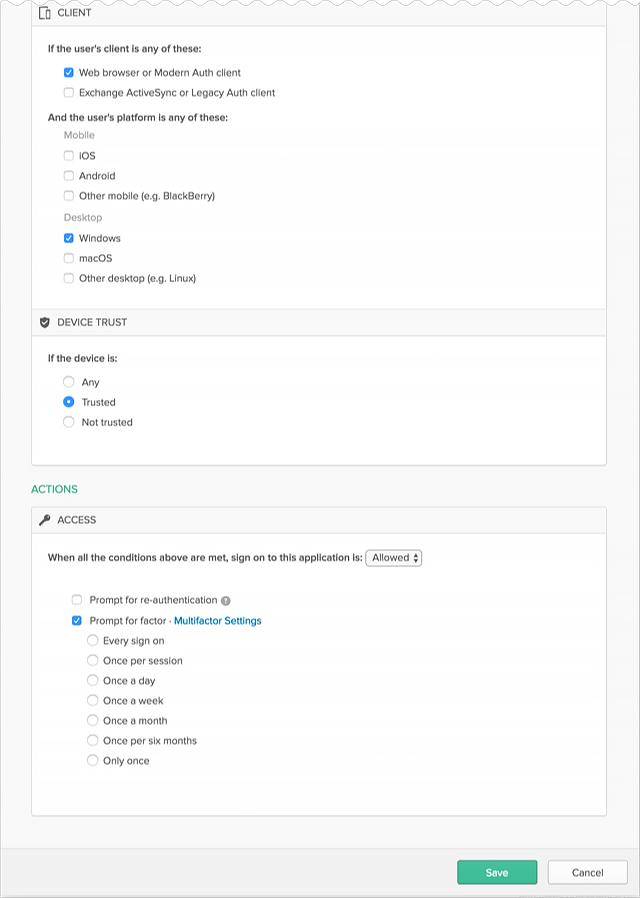 CLIENT
If the user's client is any of these:
Web browser or Modern Auth client
Exchange ActiveSync or Legacy Auth client
And the user's platform is any of these:
Mobile
iOS
Android
Other mobile (e.g. BlackBerry)
Desktop
Windows
macOS
Other desktop (e.g. Linux)
DEVICE TRUST
If the device is:
Any
Trusted
Not trusted
ACTIONS
ACCESS
When all the conditions above are met, sign on to this application is: Allowed
Prompt for re-authentication ?
Prompt for factor - Multifactor Settings
Every sign on
Once per session
Once a day
Once a week
Once a month
Once per six months
Only once
Save Cancel